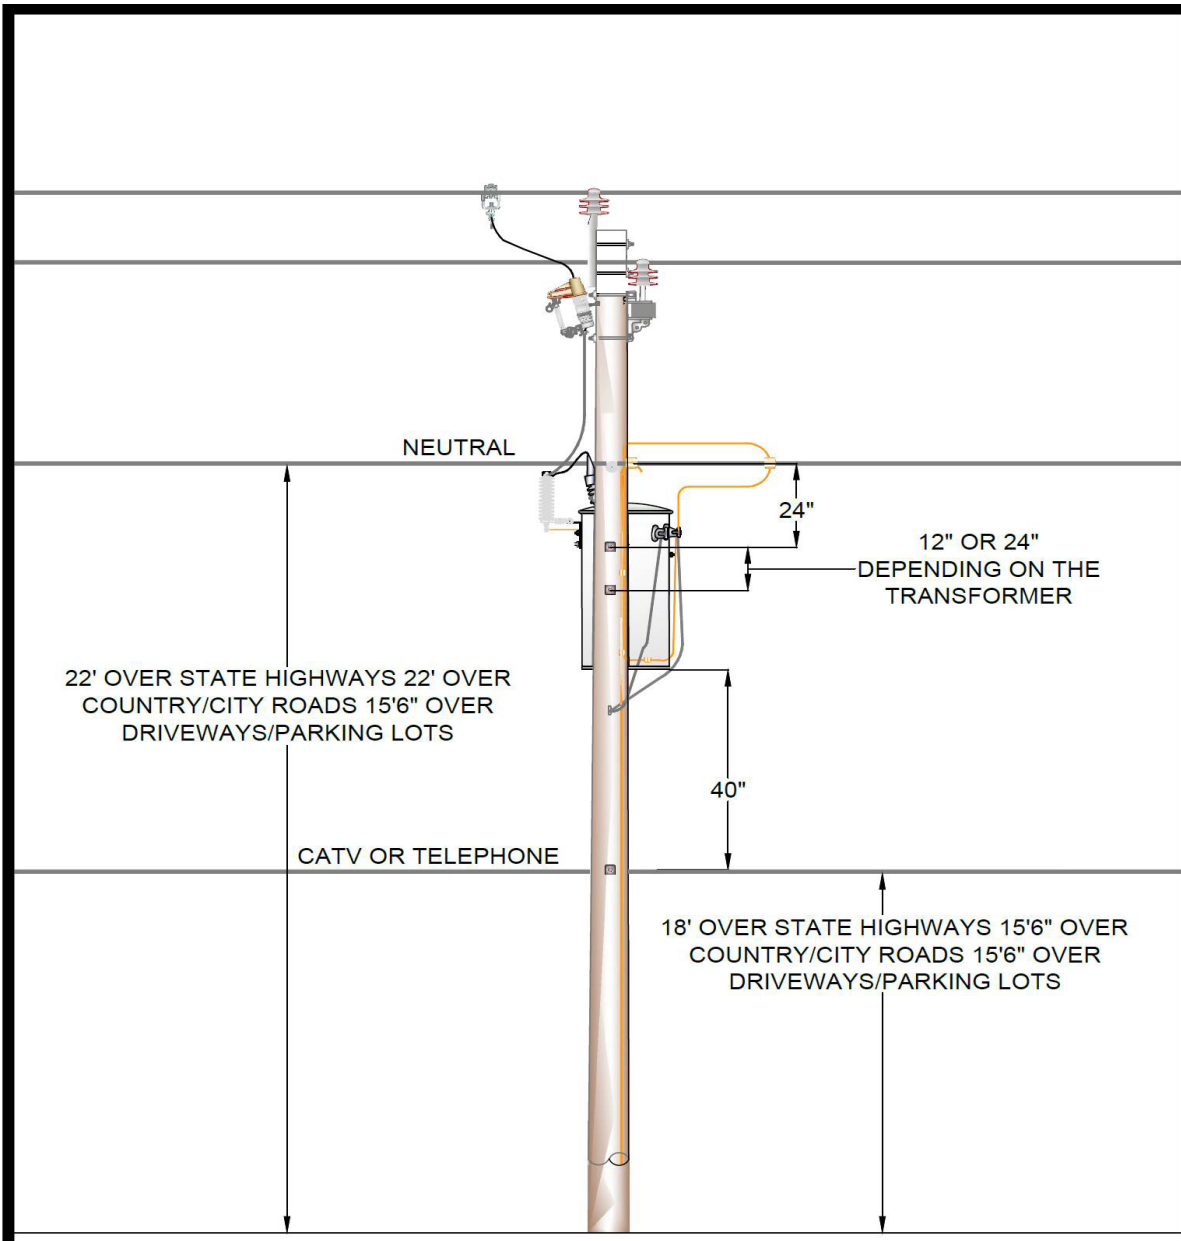 NEUTRAL
24"
12" OR 24"
DEPENDING ON THE
TRANSFORMER
22' OVER STATE HIGHWAYS 22' OVER
COUNTRY/CITY ROADS 15'6" OVER
DRIVEWAYS/PARKING LOTS
40"
CATV OR TELEPHONE
18' OVER STATE HIGHWAYS 15'6" OVER
COUNTRY/CITY ROADS 15'6" OVER
DRIVEWAYS/PARKING LOTS